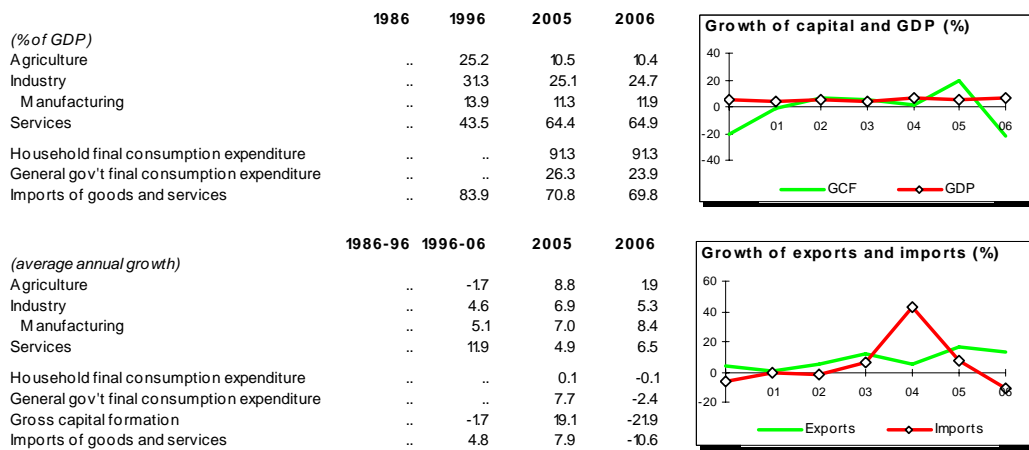 1986 1996 2005 2006
(% of GDP)
Agriculture .. 25.2 10.5 10.4
Industry .. 31.3 25.1 24.7
Manufacturing .. 13.9 11.3 11.9
Services .. 43.5 64.4 64.9
Household final consumption expenditure .. .. 91.3 91.3
General gov't final consumption expenditure .. .. 26.3 23.9
Imports of goods and services 83.9 70.8 69.8
Growth of capital and GDP (%)
40
20
0
-20
-40
01 02 03 04 05 06
GCF GDP
1986-96 1996-06 2005 2006
(average annual growth)
Agriculture .. -1.7 8.8 1.9
Industry .. 4.6 6.9 5.3
Manufacturing .. 5.1 7.0 8.4
Services .. 11.9 4.9 6.5
Household final consumption expenditure .. .. 0.1 -0.1
General gov't final consumption expenditure .. .. 7.7 -2.4
Gross capital formation .. -1.7 19.1 -21.9
Imports of goods and services .. 4.8 7.9 -10.6
Growth of exports and imports (%)
60
40
20
0
-20
01 02 03 04 05 06
Exports Imports